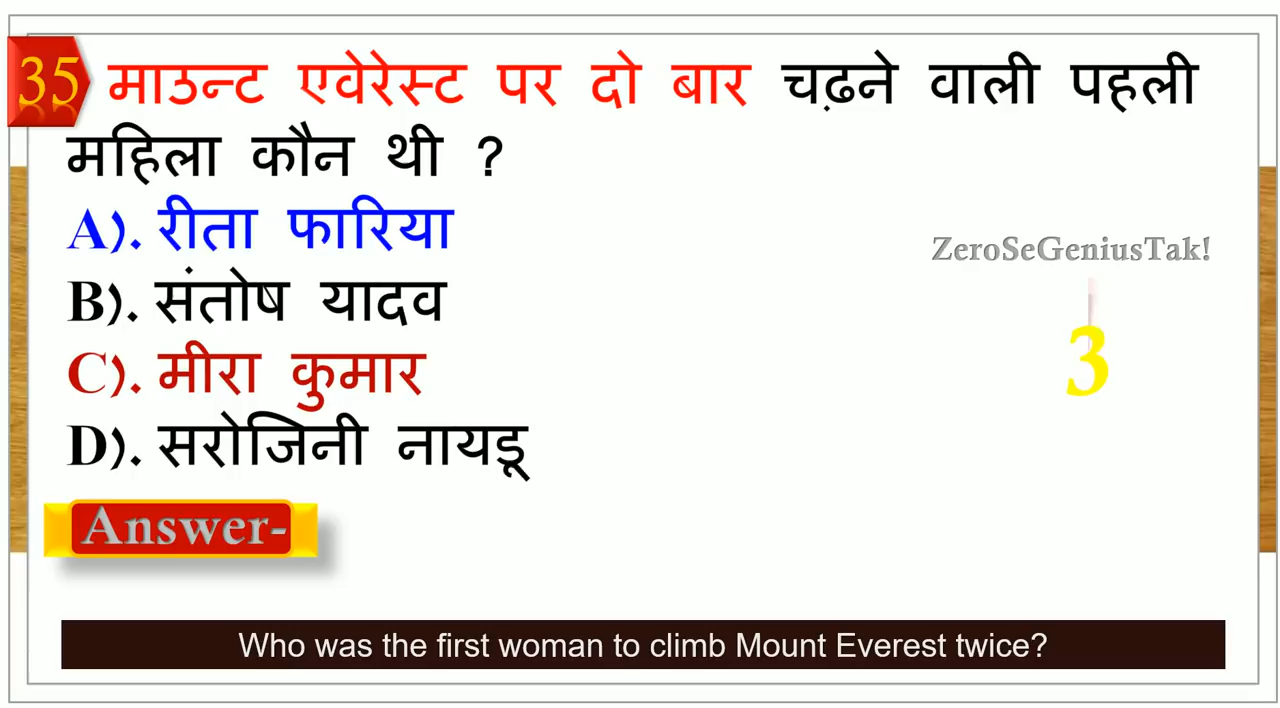 35 माउन्ट एवेरेस्ट पर दो बार चढ़ने वाली पहली
महिला कौन थी ?
A). रीता फारिया
B). संतोष यादव
C). मीरा कुमार
D). सरोजिनी नायडू
ZeroSeGeniusTak!
3
Answer-
Who was the first woman to climb Mount Everest twice?